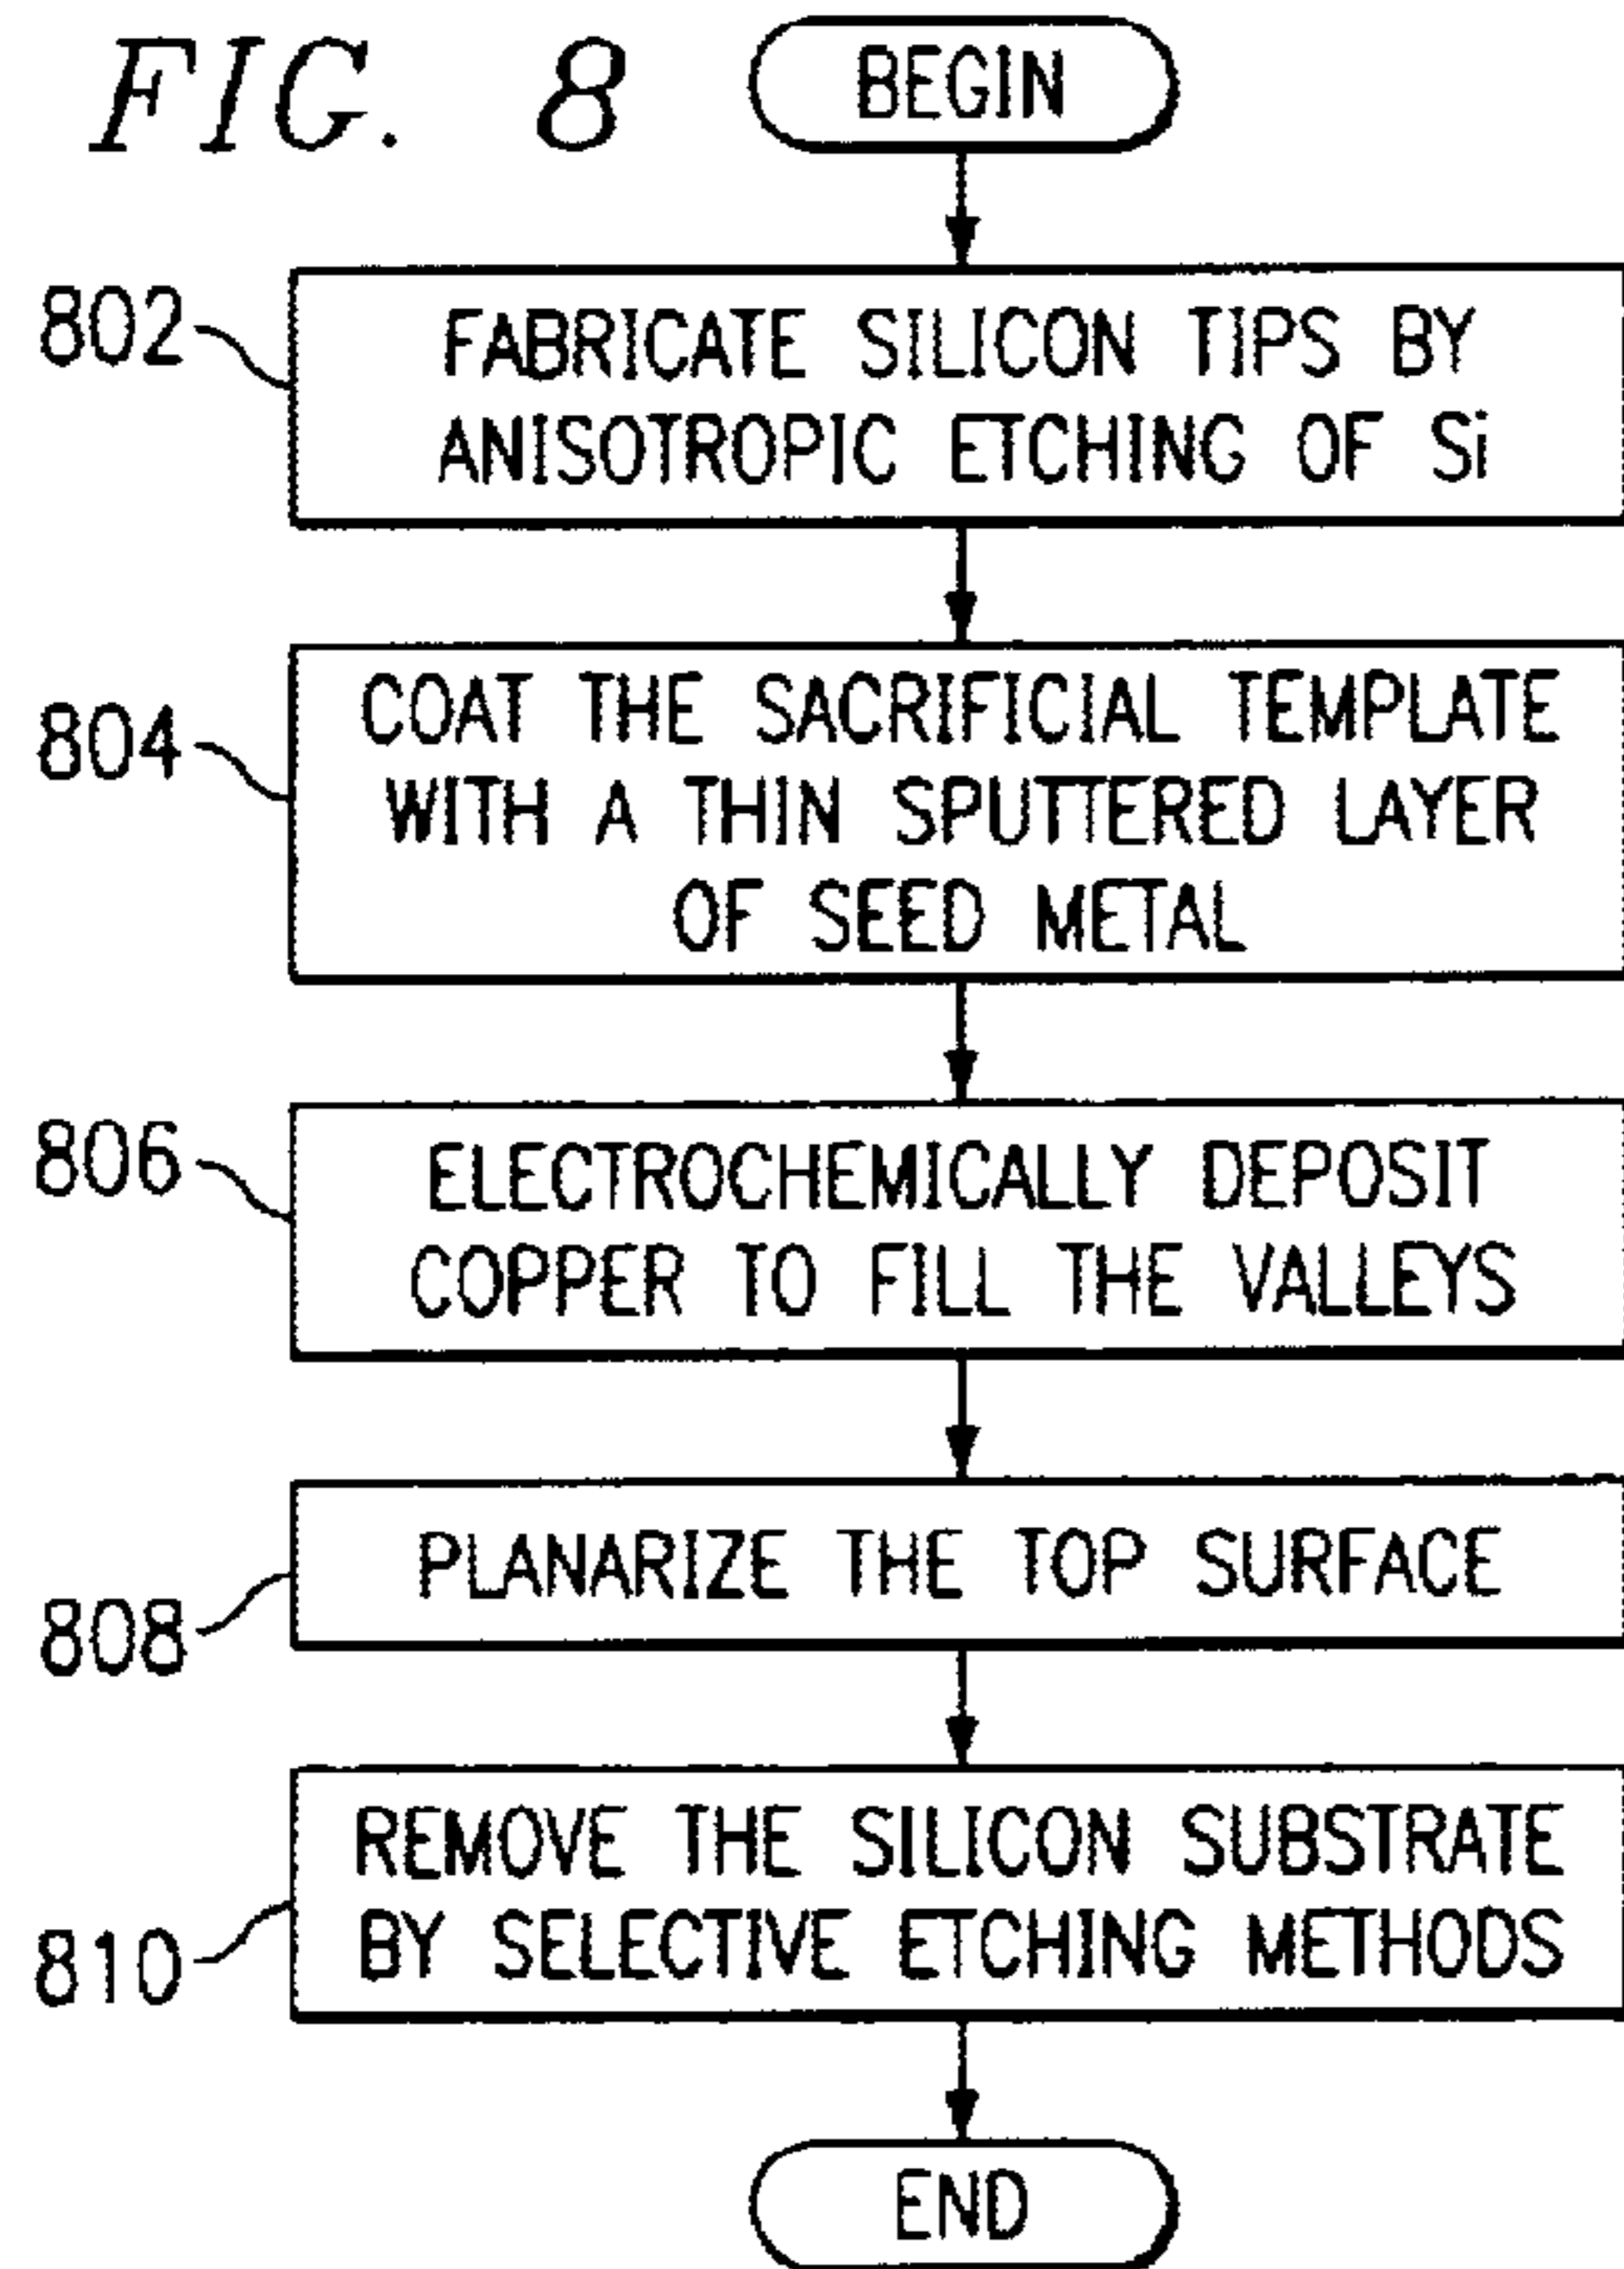 FIG. 8
BEGIN
802
FABRICATE SILICON TIPS BY
ANISOTROPIC ETCHING OF Si
804
COAT THE SACRIFICIAL TEMPLATE
WITH A THIN SPUTTERED LAYER
OF SEED METAL
806
ELECTROCHEMICALLY DEPOSIT
COPPER TO FILL THE VALLEYS
808
PLANARIZE THE TOP SURFACE
810
REMOVE THE SILICON SUBSTRATE
BY SELECTIVE ETCHING METHODS
END